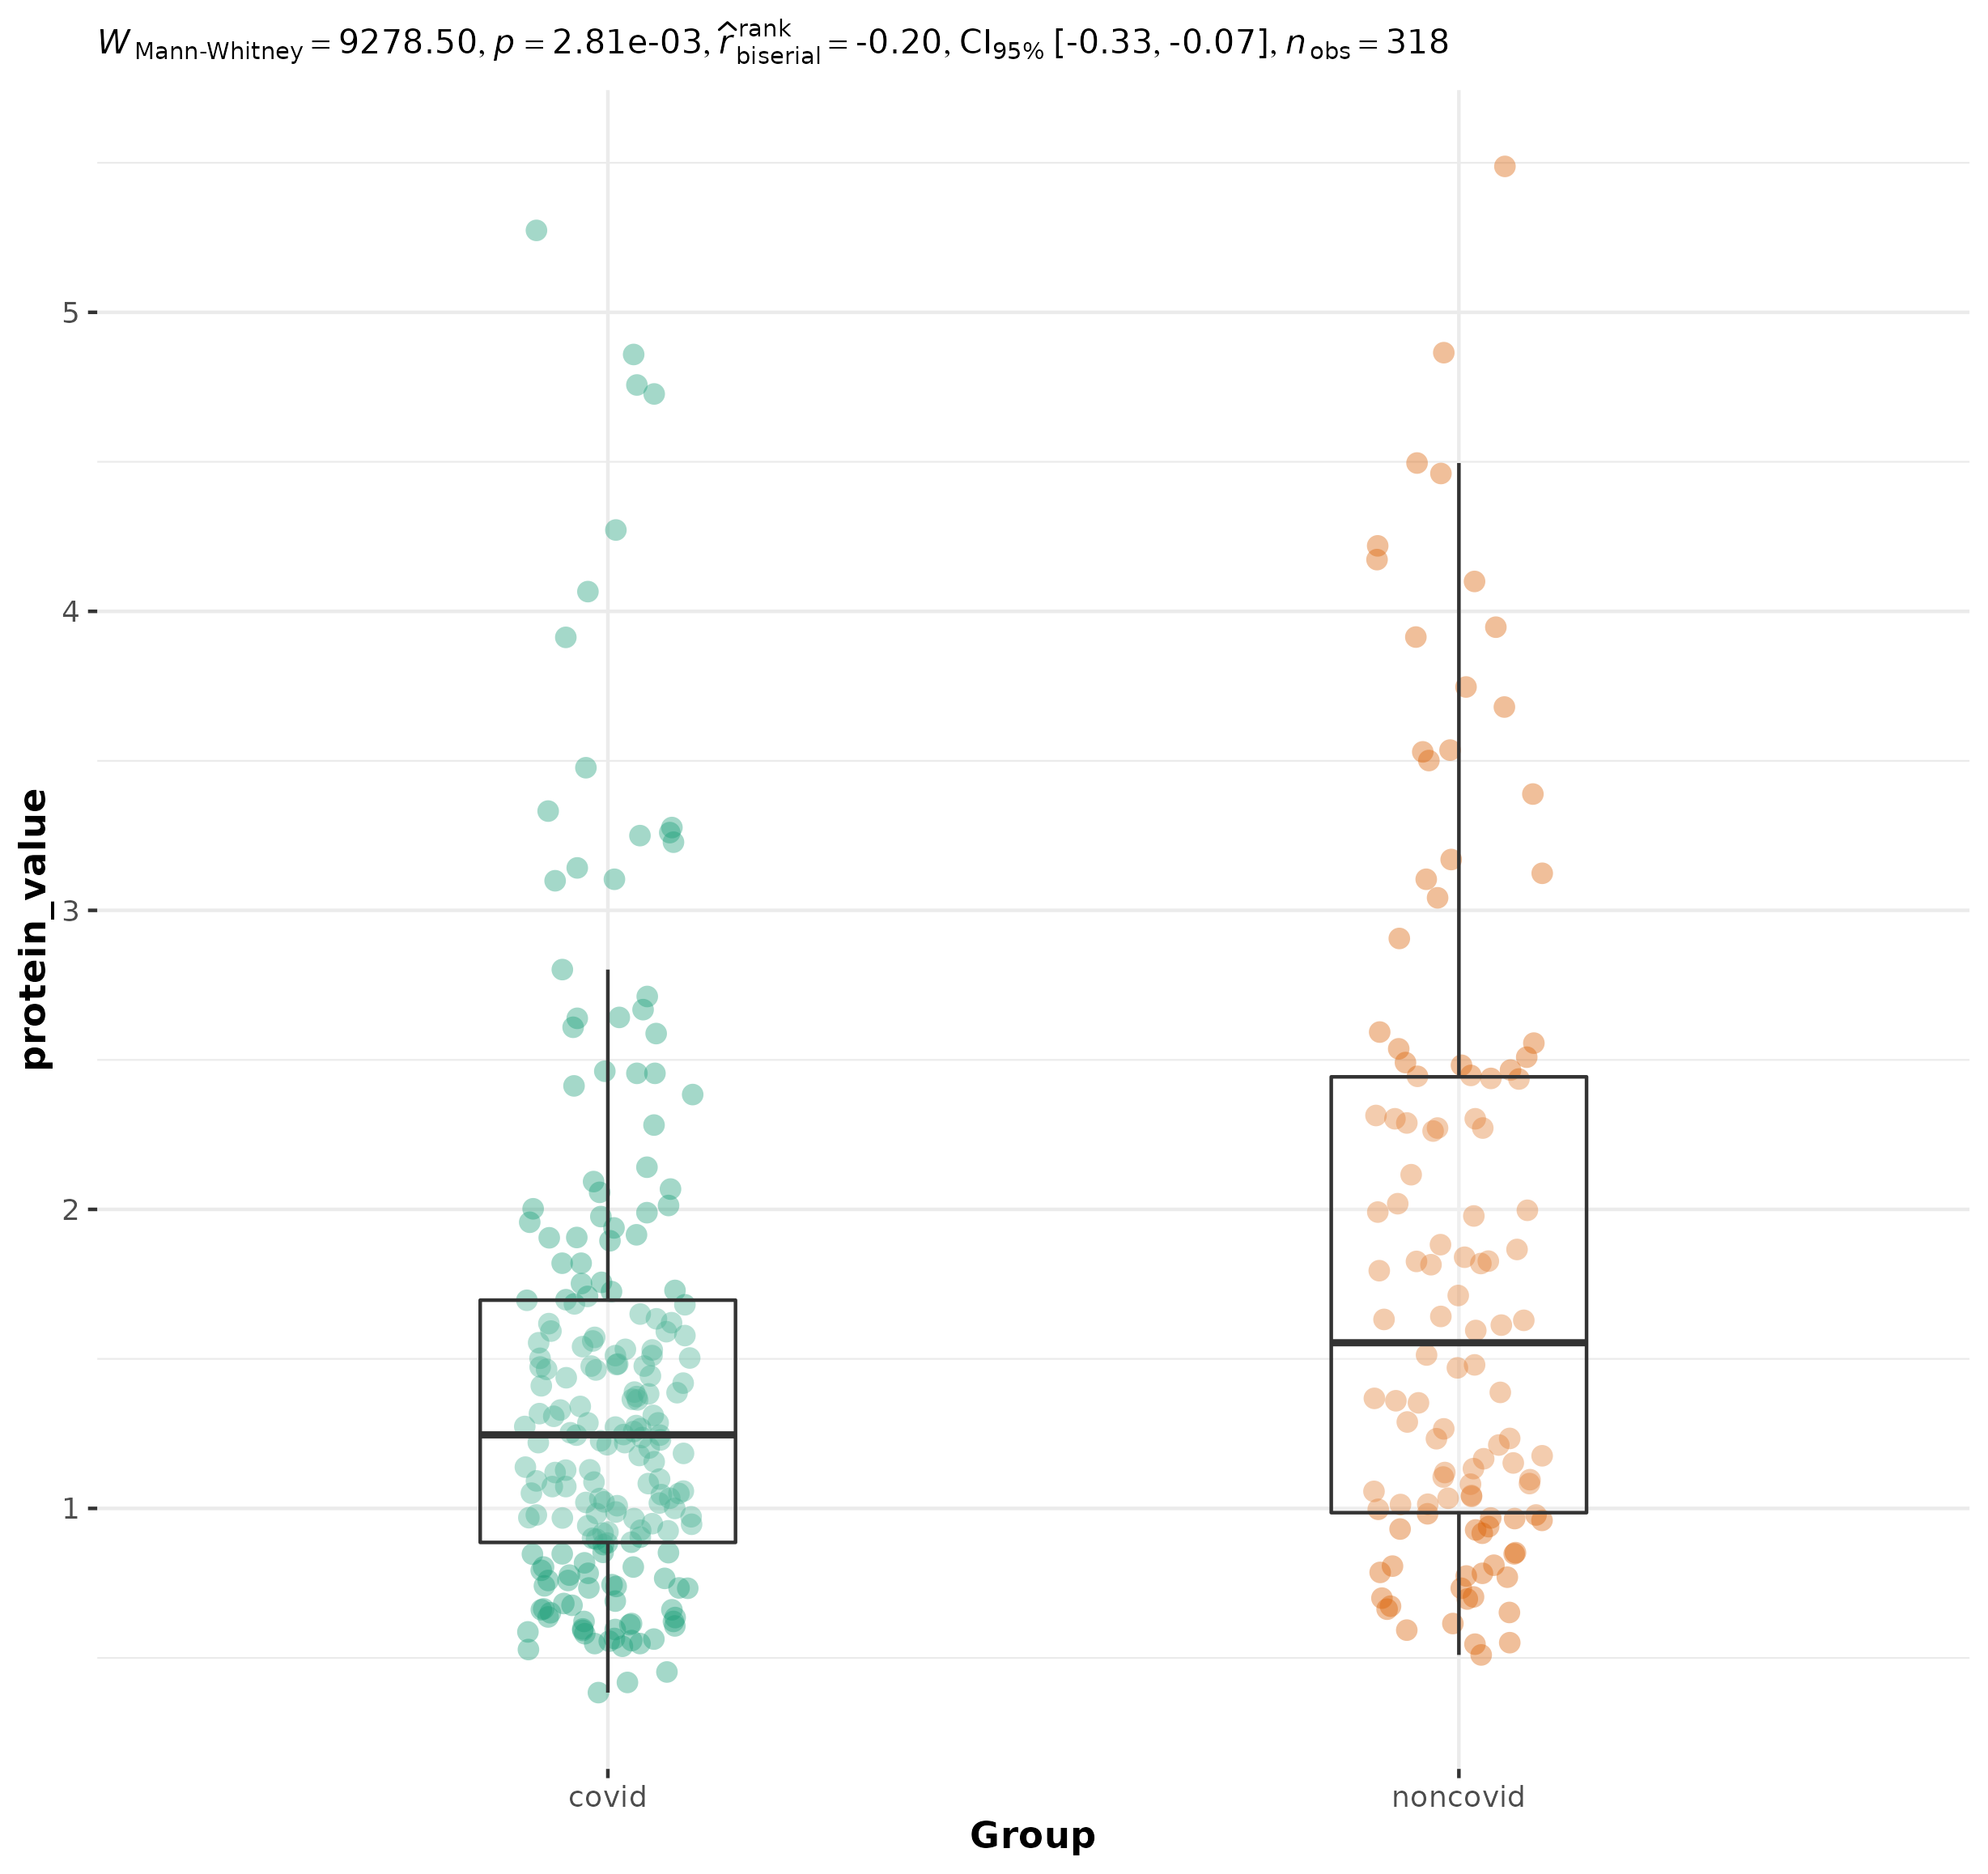 W Mann-Whitney = 9278.50, p = 2.81e-03, r̂ rank biserial = -0.20, CI95% [-0.33, -0.07], n obs = 318
protein_value
5
4
3
2
1
covid noncovid
Group